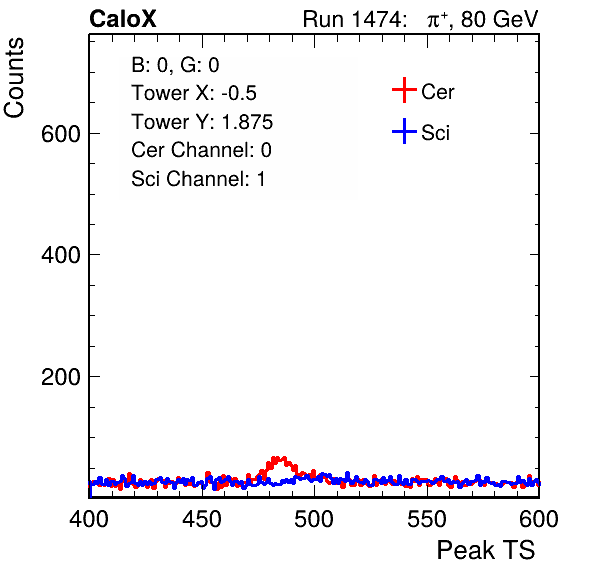 CaloX Run 1474: π⁺, 80 GeV
B: 0, G: 0
Tower X: -0.5
Tower Y: 1.875
Cer Channel: 0
Sci Channel: 1
Cer
Sci
Counts
600
400
200
400 450 500 550 600
Peak TS